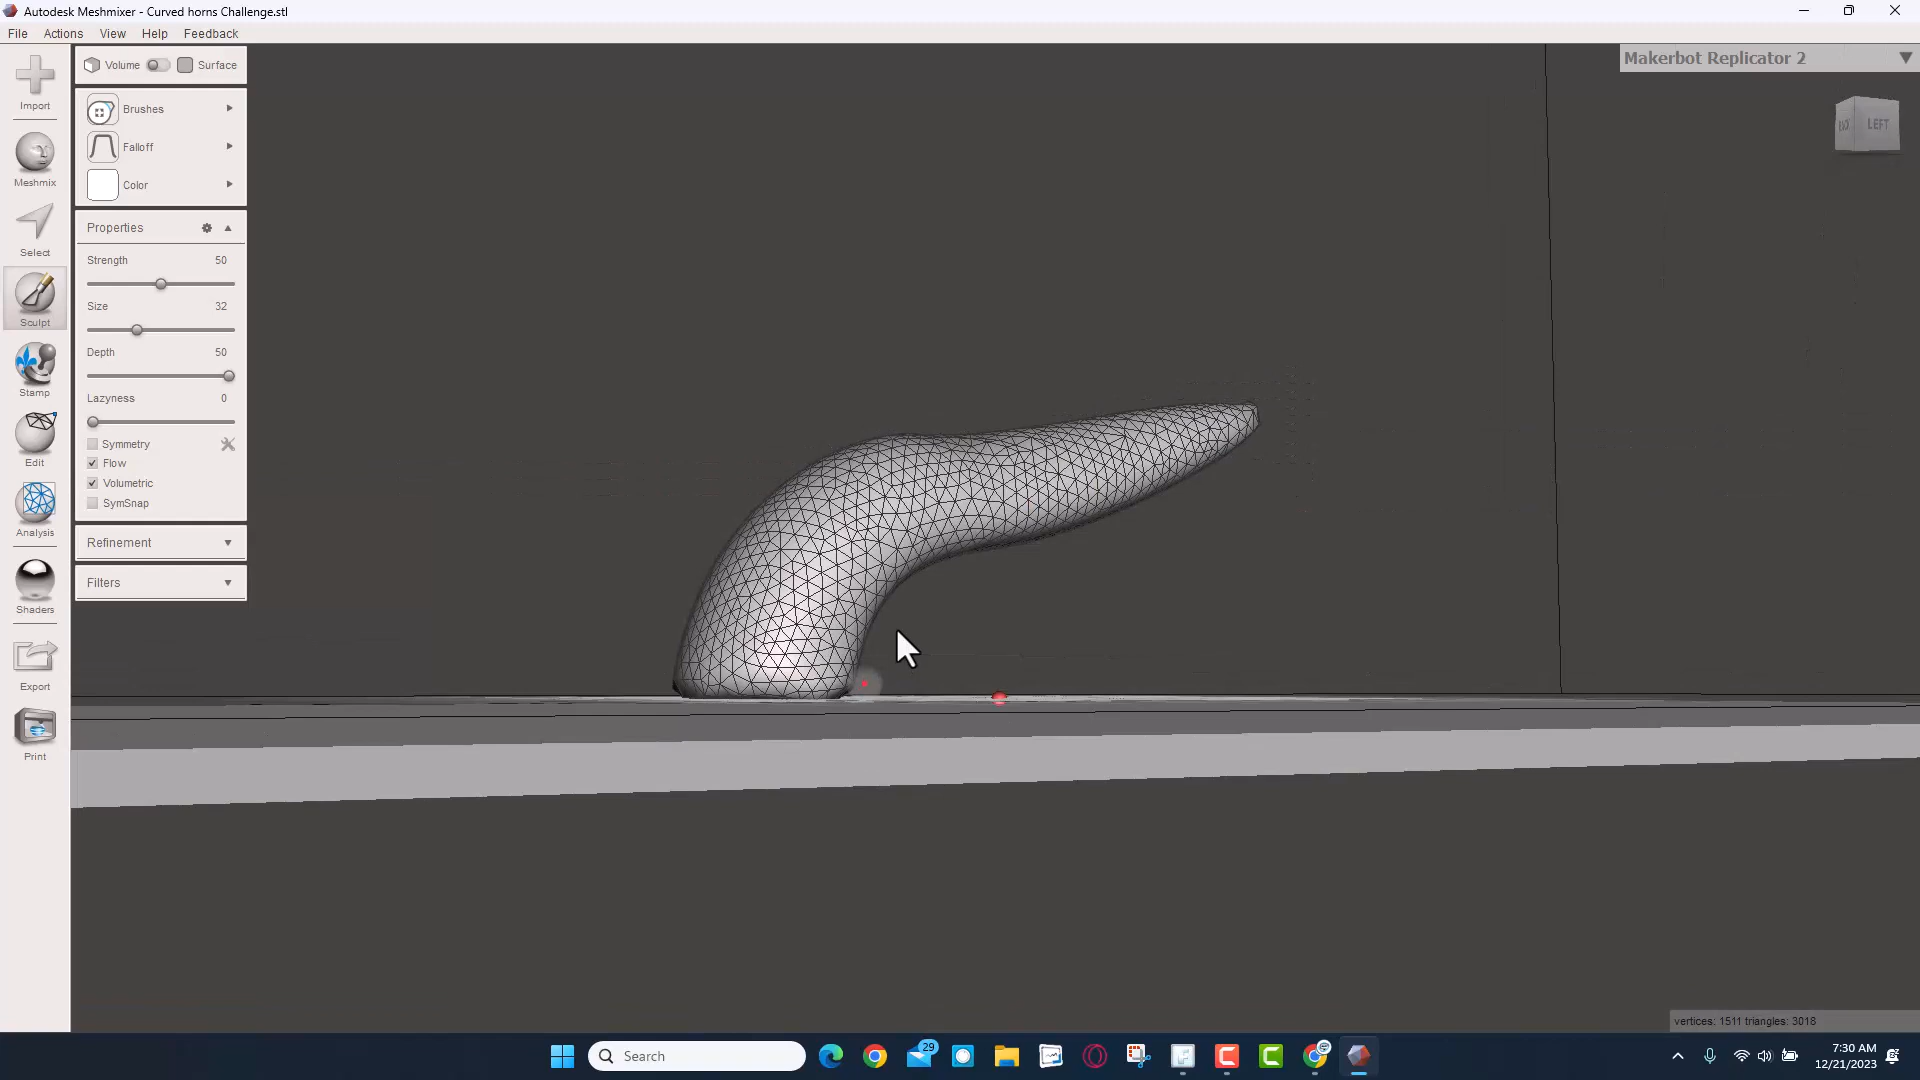 Autodesk Meshmixer - Curved horns Challenge.stl
File Actions View Help Feedback
Import
Meshmix
Select
Sculpt
Stamp
Edit
Analysis
Shaders
Export
Print
Volume Surface
Brushes
Falloff
Color
Properties
Strength 50
Size 32
Depth 50
Lazyness 0
Symmetry
Flow
Volumetric
SymSnap
Refinement
Filters
Makerbot Replicator 2
LEFT
vertices: 1511 triangles: 3018
Search
29
7:30 AM
12/21/2023